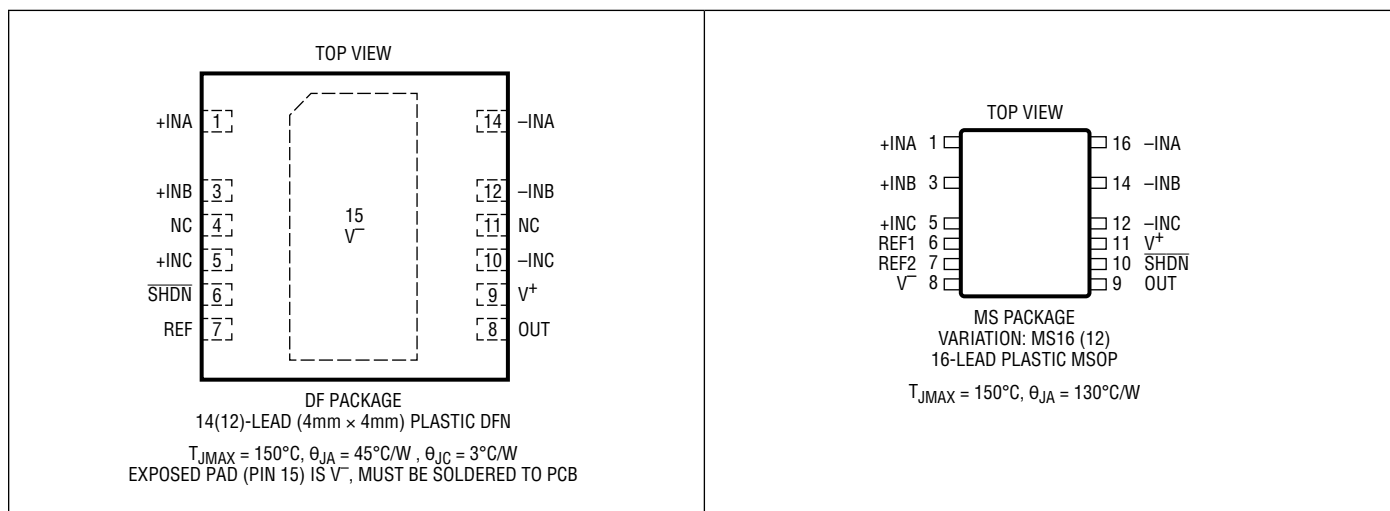 TOP VIEW
+INA 1
14 –INA
+INB 3
12 –INB
NC 4
11 NC
15
V–
+INC 5
10 –INC
SHDN 6
9 V+
REF 7
8 OUT
DF PACKAGE
14(12)-LEAD (4mm × 4mm) PLASTIC DFN
TJMAX = 150°C, θJA = 45°C/W , θJC = 3°C/W
EXPOSED PAD (PIN 15) IS V–, MUST BE SOLDERED TO PCB
TOP VIEW
+INA 1
16 –INA
+INB 3
14 –INB
+INC 5
12 –INC
REF1 6
11 V+
REF2 7
10 SHDN
V– 8
9 OUT
MS PACKAGE
VARIATION: MS16 (12)
16-LEAD PLASTIC MSOP
TJMAX = 150°C, θJA = 130°C/W